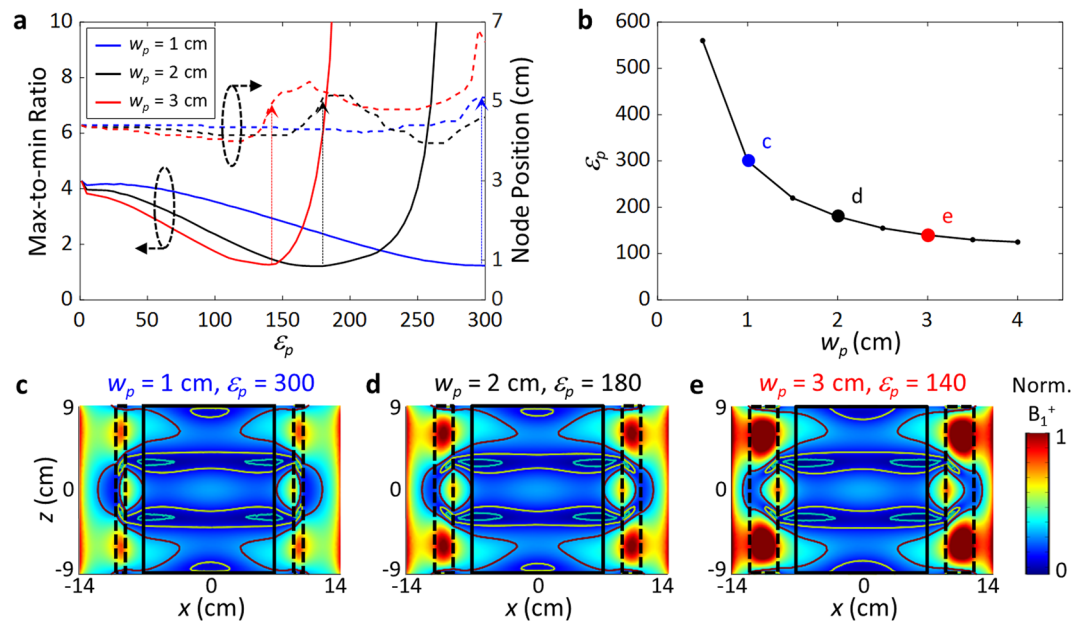 a
Max-to-min Ratio
10
8
6
4
2
0
w_p = 1 cm
w_p = 2 cm
w_p = 3 cm
7
5
3
1
0
Node Position (cm)
0 50 100 150 200 250 300
ε_p
b
ε_p
600
500
400
300
200
100
0
c
d
e
0 1 2 3 4
w_p (cm)
c w_p = 1 cm, ε_p = 300
d w_p = 2 cm, ε_p = 180
e w_p = 3 cm, ε_p = 140
Norm.
B₁⁺
1
0
z (cm)
9
0
-9
-14 0 14
x (cm)
9
0
-9
-14 0 14
x (cm)
9
0
-9
-14 0 14
x (cm)